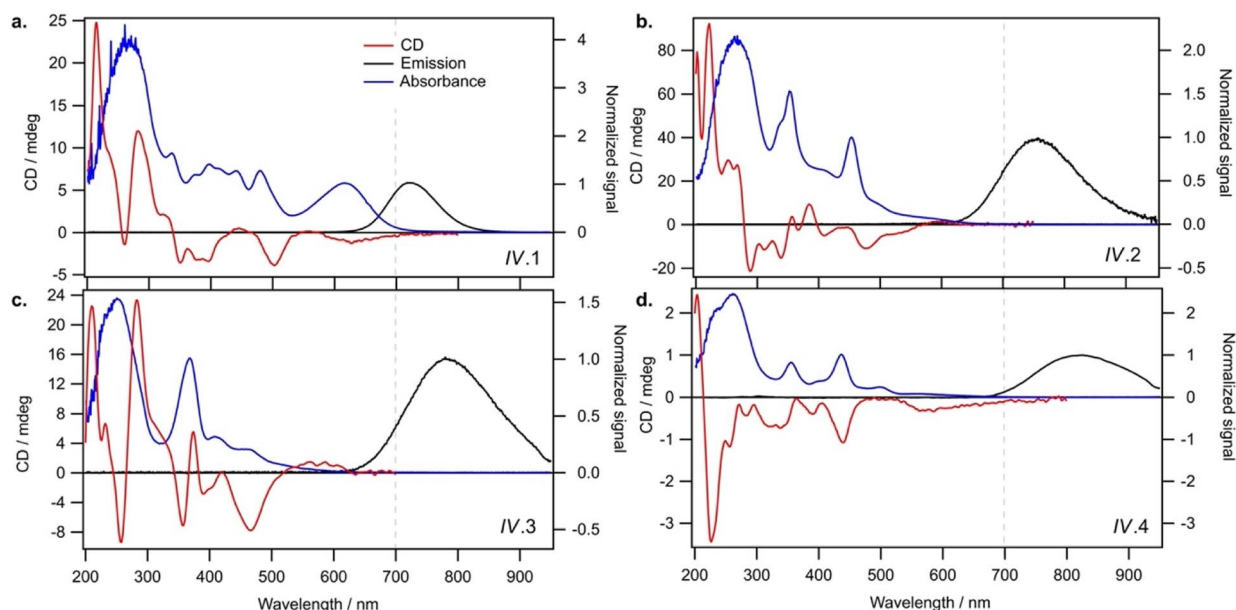 a.
25
20
15
10
5
0
-5
CD / mdeg
CD
Emission
Absorbance
4
3
2
1
0
Normalized signal
IV.1
b.
80
60
40
20
0
-20
CD / mdeg
2.0
1.5
1.0
0.5
0.0
-0.5
Normalized signal
IV.2
c.
24
20
16
12
8
4
0
-4
-8
CD / mdeg
1.5
1.0
0.5
0.0
-0.5
Normalized signal
IV.3
200 300 400 500 600 700 800 900
Wavelength / nm
d.
2
1
0
-1
-2
-3
CD / mdeg
2
1
0
-1
-2
-3
Normalized signal
IV.4
200 300 400 500 600 700 800 900
Wavelength / nm